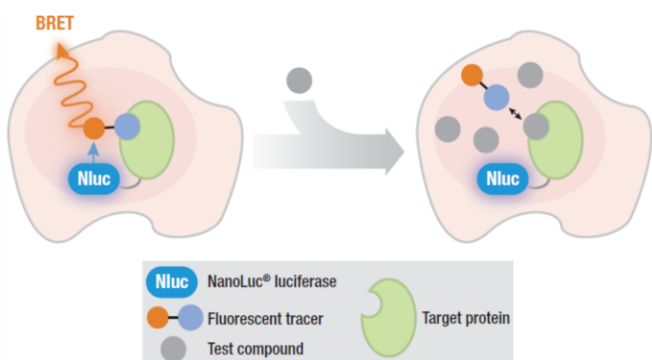 BRET
Nluc
Nluc
Nluc NanoLuc® luciferase
Fluorescent tracer
Target protein
Test compound